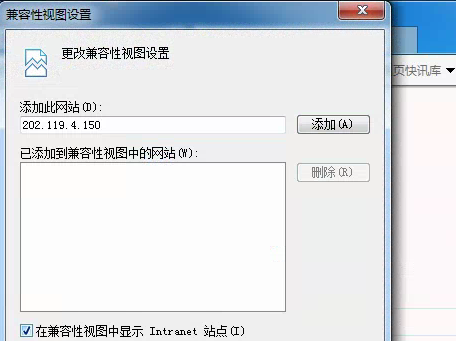 兼容性视图设置
更改兼容性视图设置
页快讯库
添加此网站(D):
202.119.4.150
添加(A)
已添加到兼容性视图中的网站(W):
删除(R)
在兼容性视图中显示 Intranet 站点(I)